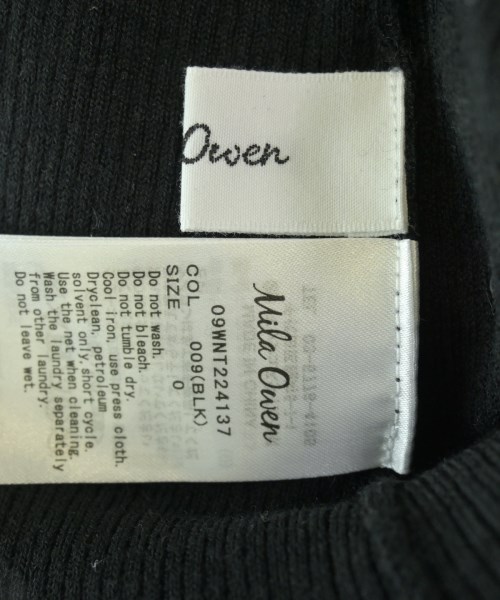 Owen
Mila Owen
09WNT224137
COL 009(BLK)
SIZE 0
Do not wash.
Do not bleach.
Do not tumble dry.
Cool iron, use press cloth.
Dryclean, petroleum
solvent only, short cycle.
Use the net when cleaning.
Wash the laundry separately
from other laundry.
Do not leave wet.